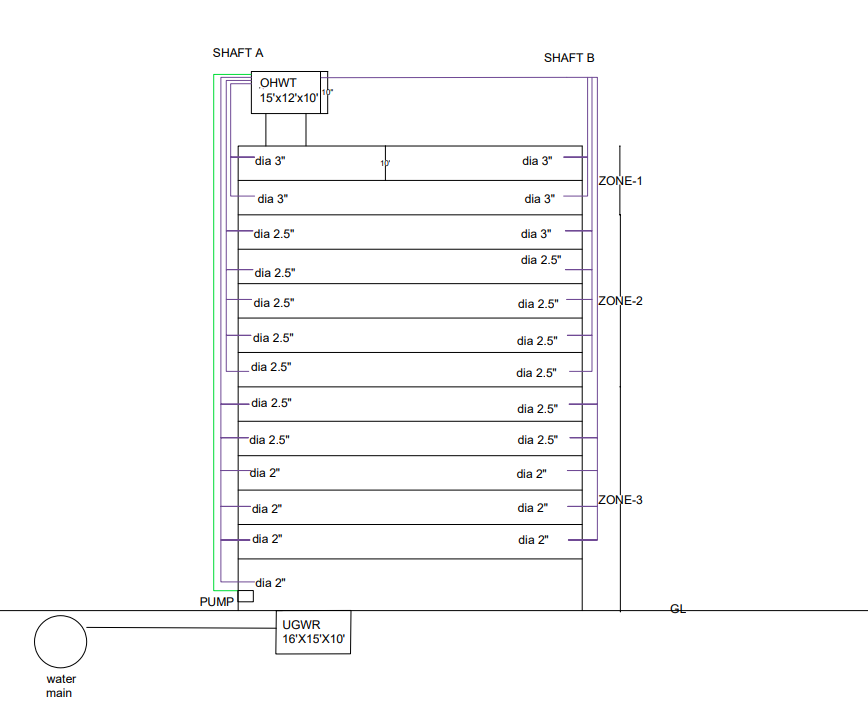 SHAFT A
SHAFT B
OHWT
15'x12'x10'
10"
dia 3"
10'
dia 3"
ZONE-1
dia 3"
dia 3"
dia 2.5"
dia 3"
dia 2.5"
dia 2.5"
dia 2.5"
dia 2.5"
ZONE-2
dia 2.5"
dia 2.5"
dia 2.5"
dia 2.5"
dia 2.5"
dia 2.5"
dia 2.5"
dia 2.5"
dia 2"
dia 2"
ZONE-3
dia 2"
dia 2"
dia 2"
dia 2"
dia 2"
PUMP
GL
UGWR
16'X15'X10'
water
main